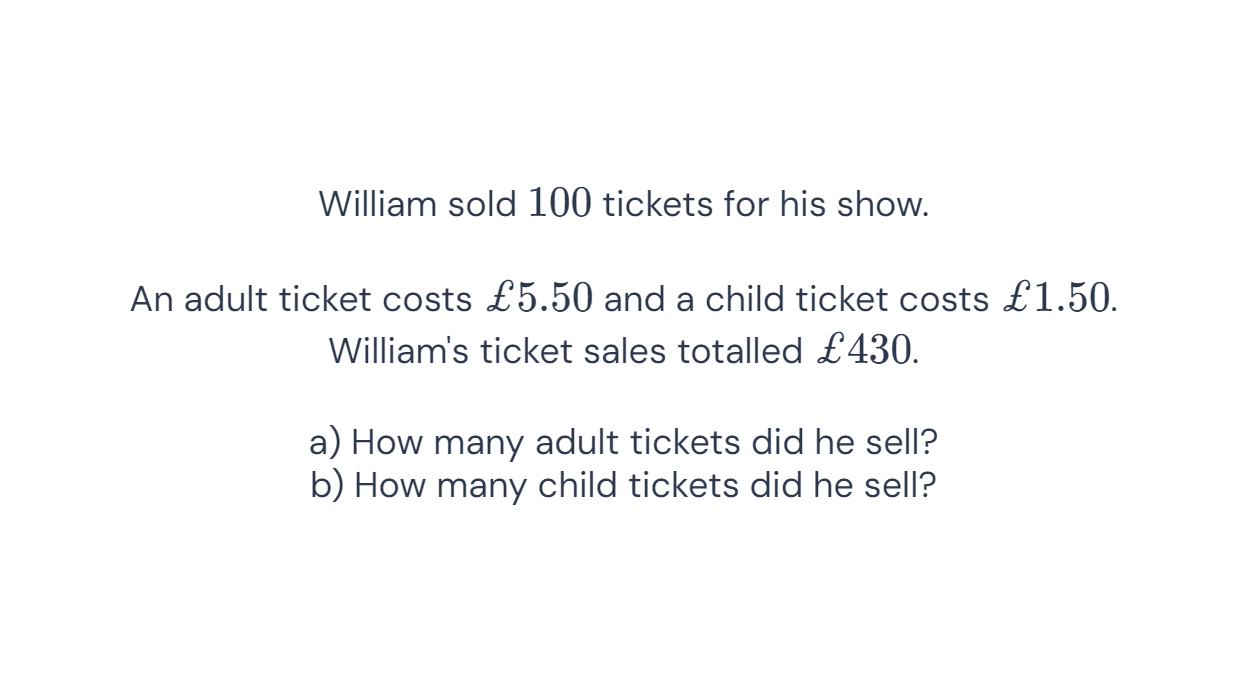 William sold 100 tickets for his show.
An adult ticket costs £5.50 and a child ticket costs £1.50.
William's ticket sales totalled £430.
a) How many adult tickets did he sell?
b) How many child tickets did he sell?